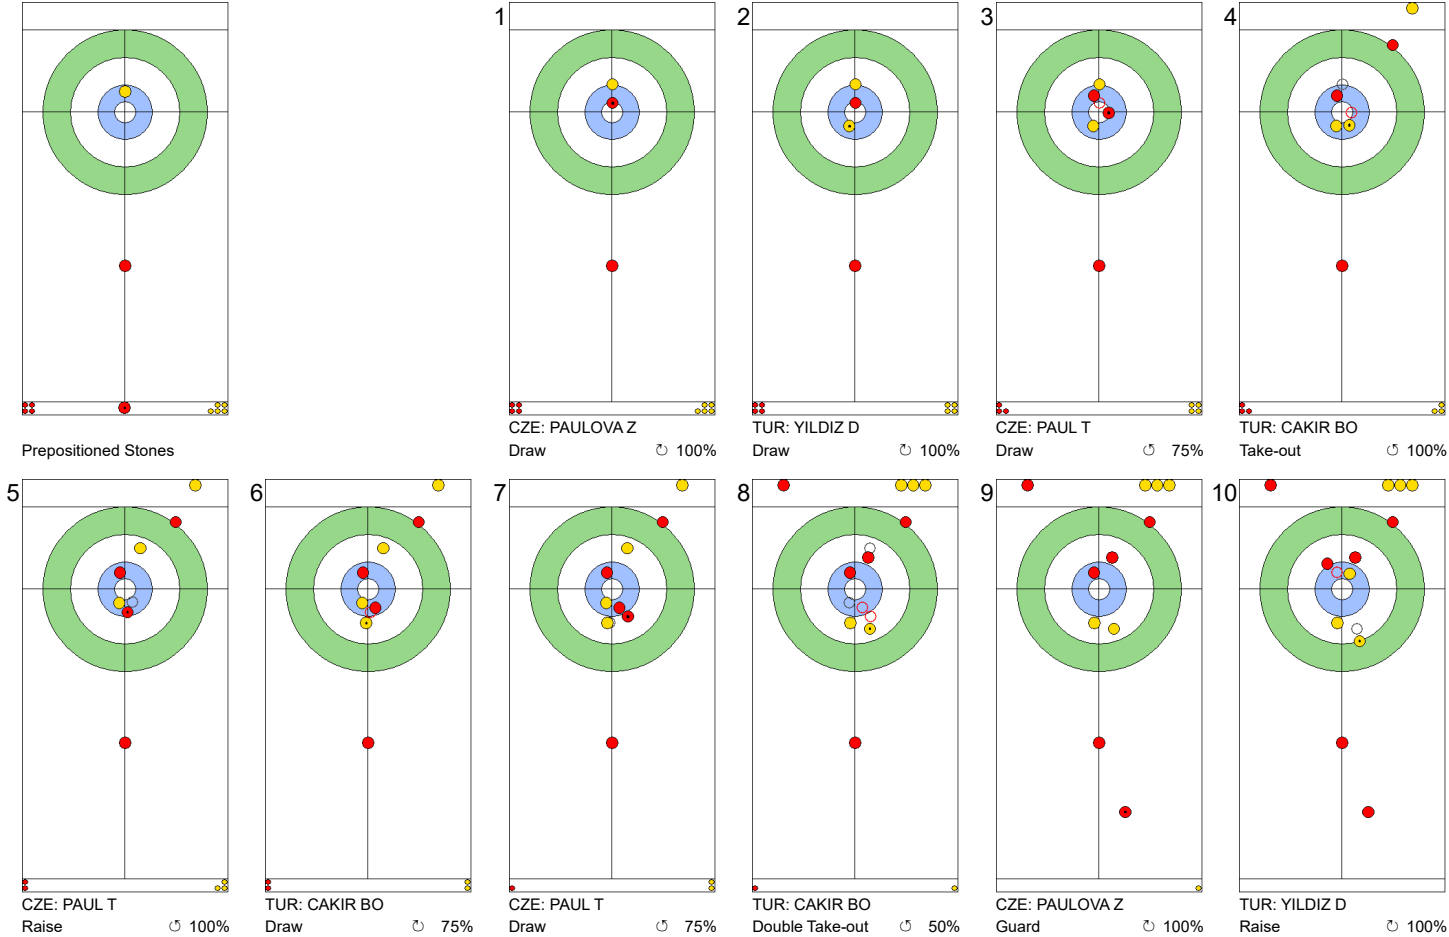 1 2 3 4
Prepositioned Stones
CZE: PAULOVA Z
Draw ↻ 100%
TUR: YILDIZ D
Draw ↻ 100%
CZE: PAUL T
Draw ↺ 75%
TUR: CAKIR BO
Take-out ↺ 100%
5 6 7 8 9 10
CZE: PAUL T
Raise ↺ 100%
TUR: CAKIR BO
Draw ↻ 75%
CZE: PAUL T
Draw ↺ 75%
TUR: CAKIR BO
Double Take-out ↺ 50%
CZE: PAULOVA Z
Guard ↻ 100%
TUR: YILDIZ D
Raise ↻ 100%